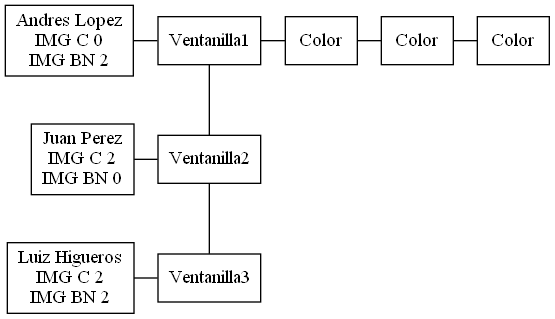 Andres Lopez
IMG C 0
IMG BN 2
Ventanilla1
Color
Color
Color
Juan Perez
IMG C 2
IMG BN 0
Ventanilla2
Luiz Higueros
IMG C 2
IMG BN 2
Ventanilla3